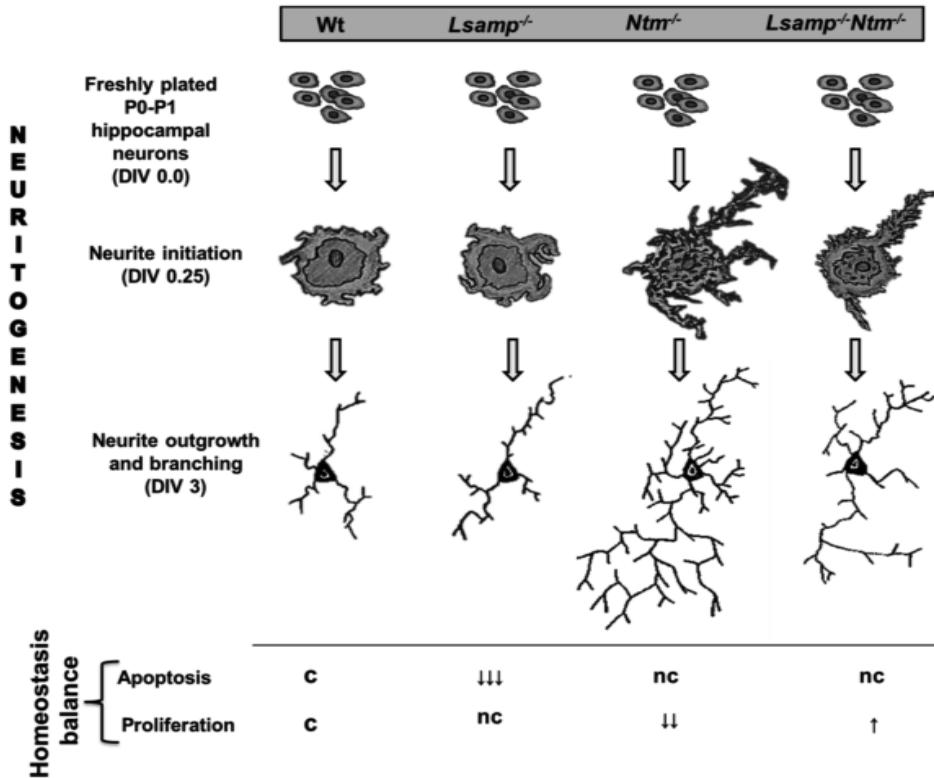 Wt Lsamp-/- Ntm-/- Lsamp-/-Ntm-/-
NEURITOGENESIS
Freshly plated
P0-P1
hippocampal
neurons
(DIV 0.0)
Neurite initiation
(DIV 0.25)
Neurite outgrowth
and branching
(DIV 3)
Homeostasis
balance
Apoptosis c ↓↓↓ nc nc
Proliferation c nc ↓↓ ↑